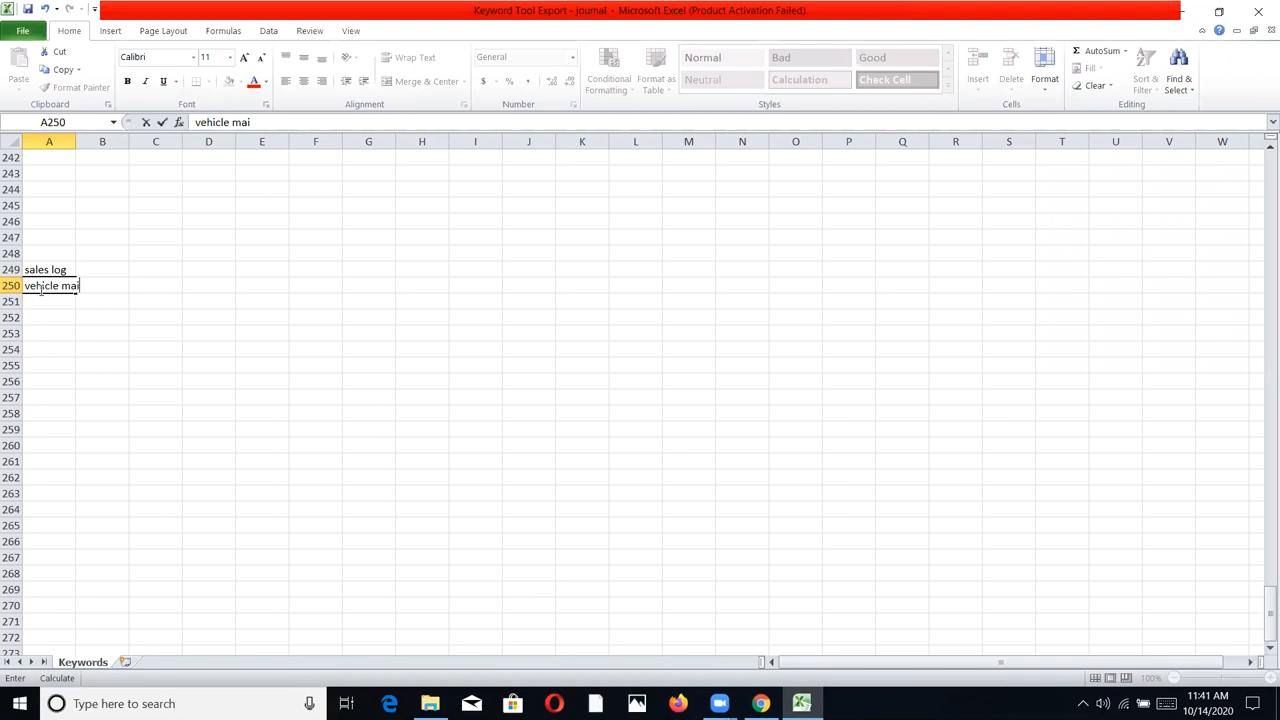 Keyword Tool Export - journal - Microsoft Excel (Product Activation Failed)
File Home Insert Page Layout Formulas Data Review View
Paste
Cut
Copy
Format Painter
Clipboard
Calibri 11
Font
Wrap Text
Merge & Center
Alignment
General
Number
Conditional Formatting
Format as Table
Normal Bad Good
Neutral Calculation Check Cell
Styles
Insert Delete Format
Cells
AutoSum
Fill
Clear
Sort & Filter
Find & Select
Editing
A250 fx vehicle mai
A B C D E F G H I J K L M N O P Q R S T U V W
242
243
244
245
246
247
248
249 sales log
250 vehicle mai
251
252
253
254
255
256
257
258
259
260
261
262
263
264
265
266
267
268
269
270
271
272
273
Keywords
Enter Calculate 100%
Type here to search
11:41 AM
10/14/2020